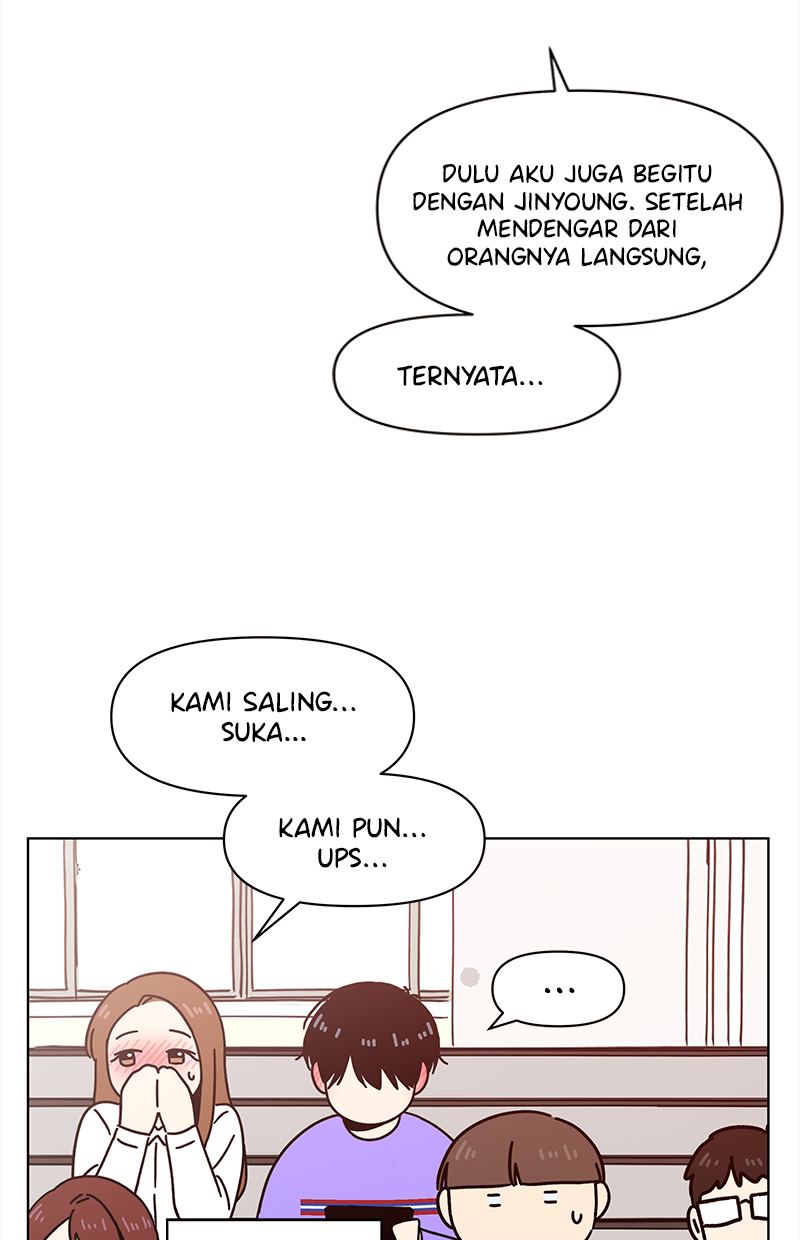 DULU AKU JUGA BEGITU
DENGAN JINYOUNG. SETELAH
MENDENGAR DARI
ORANGNYA LANGSUNG,
TERNYATA...
KAMI SALING...
SUKA...
KAMI PUN...
UPS...
...